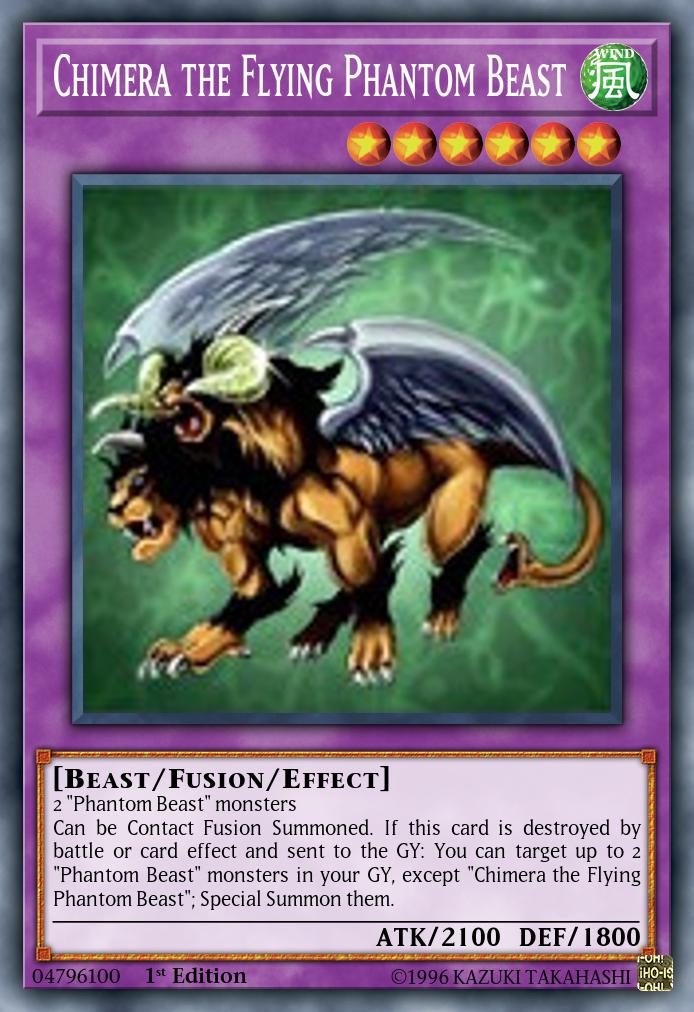 CHIMERA THE FLYING PHANTOM BEAST
WIND
風
[BEAST/FUSION/EFFECT]
2 "Phantom Beast" monsters
Can be Contact Fusion Summoned. If this card is destroyed by
battle or card effect and sent to the GY: You can target up to 2
"Phantom Beast" monsters in your GY, except "Chimera the Flying
Phantom Beast"; Special Summon them.
ATK/2100 DEF/1800
04796100 1st Edition ©1996 KAZUKI TAKAHASHI